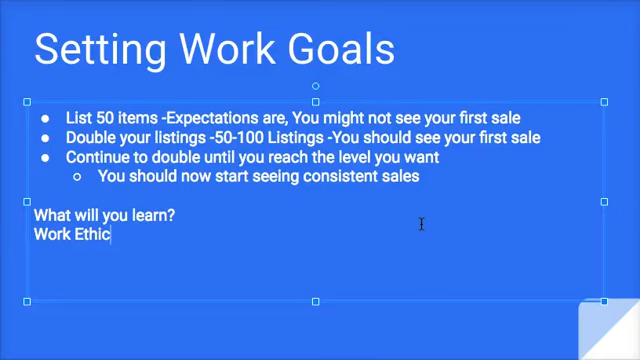 Setting Work Goals
● List 50 items -Expectations are, You might not see your first sale
● Double your listings -50-100 Listings -You should see your first sale
● Continue to double until you reach the level you want
○ You should now start seeing consistent sales
What will you learn?
Work Ethic